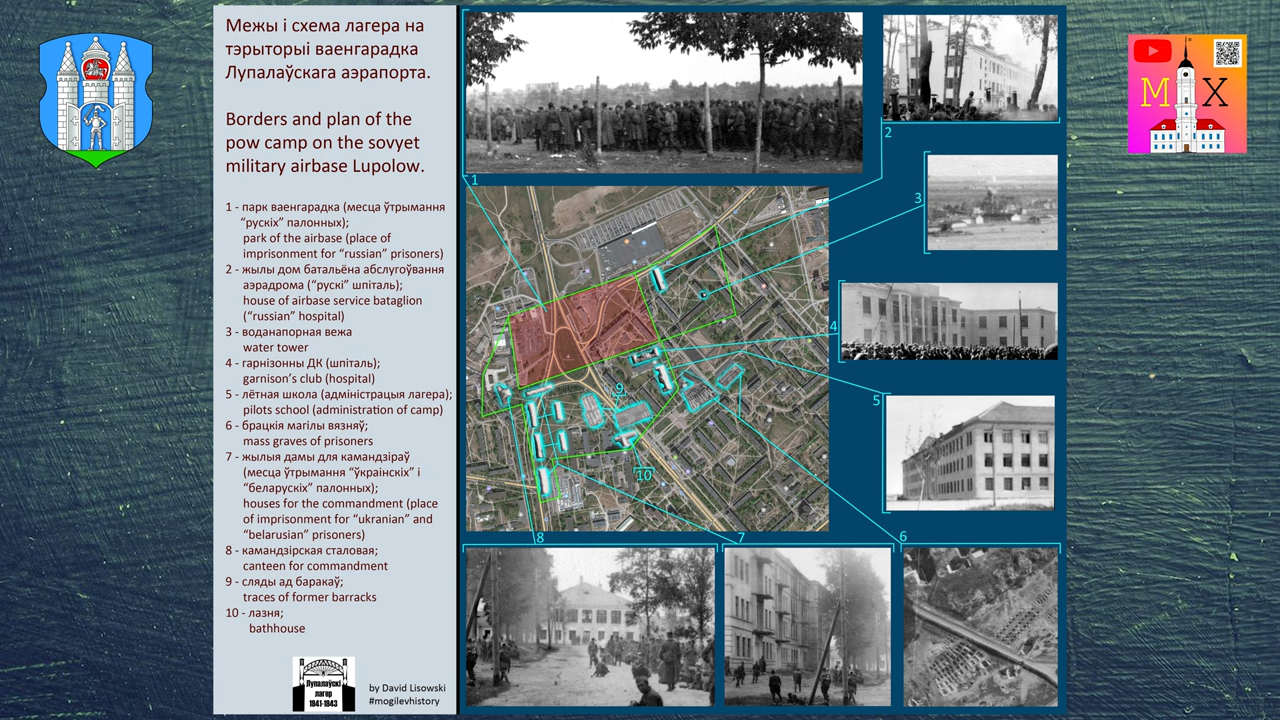 Межы і схема лагера на
тэрыторыі ваенгарадка
Лупалаўскага аэрапорта.
Borders and plan of the
pow camp on the sovyet
military airbase Lupolow.
1 - парк ваенгарадка (месца ўтрымання
“рускіх” палонных);
park of the airbase (place of
imprisonment for “russian” prisoners)
2 - жылы дом батальёна абслугоўвання
аэрадрома (“рускі” шпіталь);
house of airbase service bataglion
(“russian” hospital)
3 - воданапорная вежа
water tower
4 - гарнізонны ДК (шпіталь);
garnison’s club (hospital)
5 - лётная школа (адміністрацыя лагера);
pilots school (administration of camp)
6 - брацкія магілы вязняў;
mass graves of prisoners
7 - жылыя дамы для камандзіраў
(месца ўтрымання “ўкраінскіх” і
“беларускіх” палонных);
houses for the commandment (place
of imprisonment for “ukranian” and
“belarusian” prisoners)
8 - камандзірская сталовая;
canteen for commandment
9 - сляды ад баракаў;
traces of former barracks
10 - лазня;
bathhouse
Лупалаўскі
лагер
1941-1943
by David Lisowski
#mogilevhistory
1
2
3
4
5
6
7
8
9
10
M X